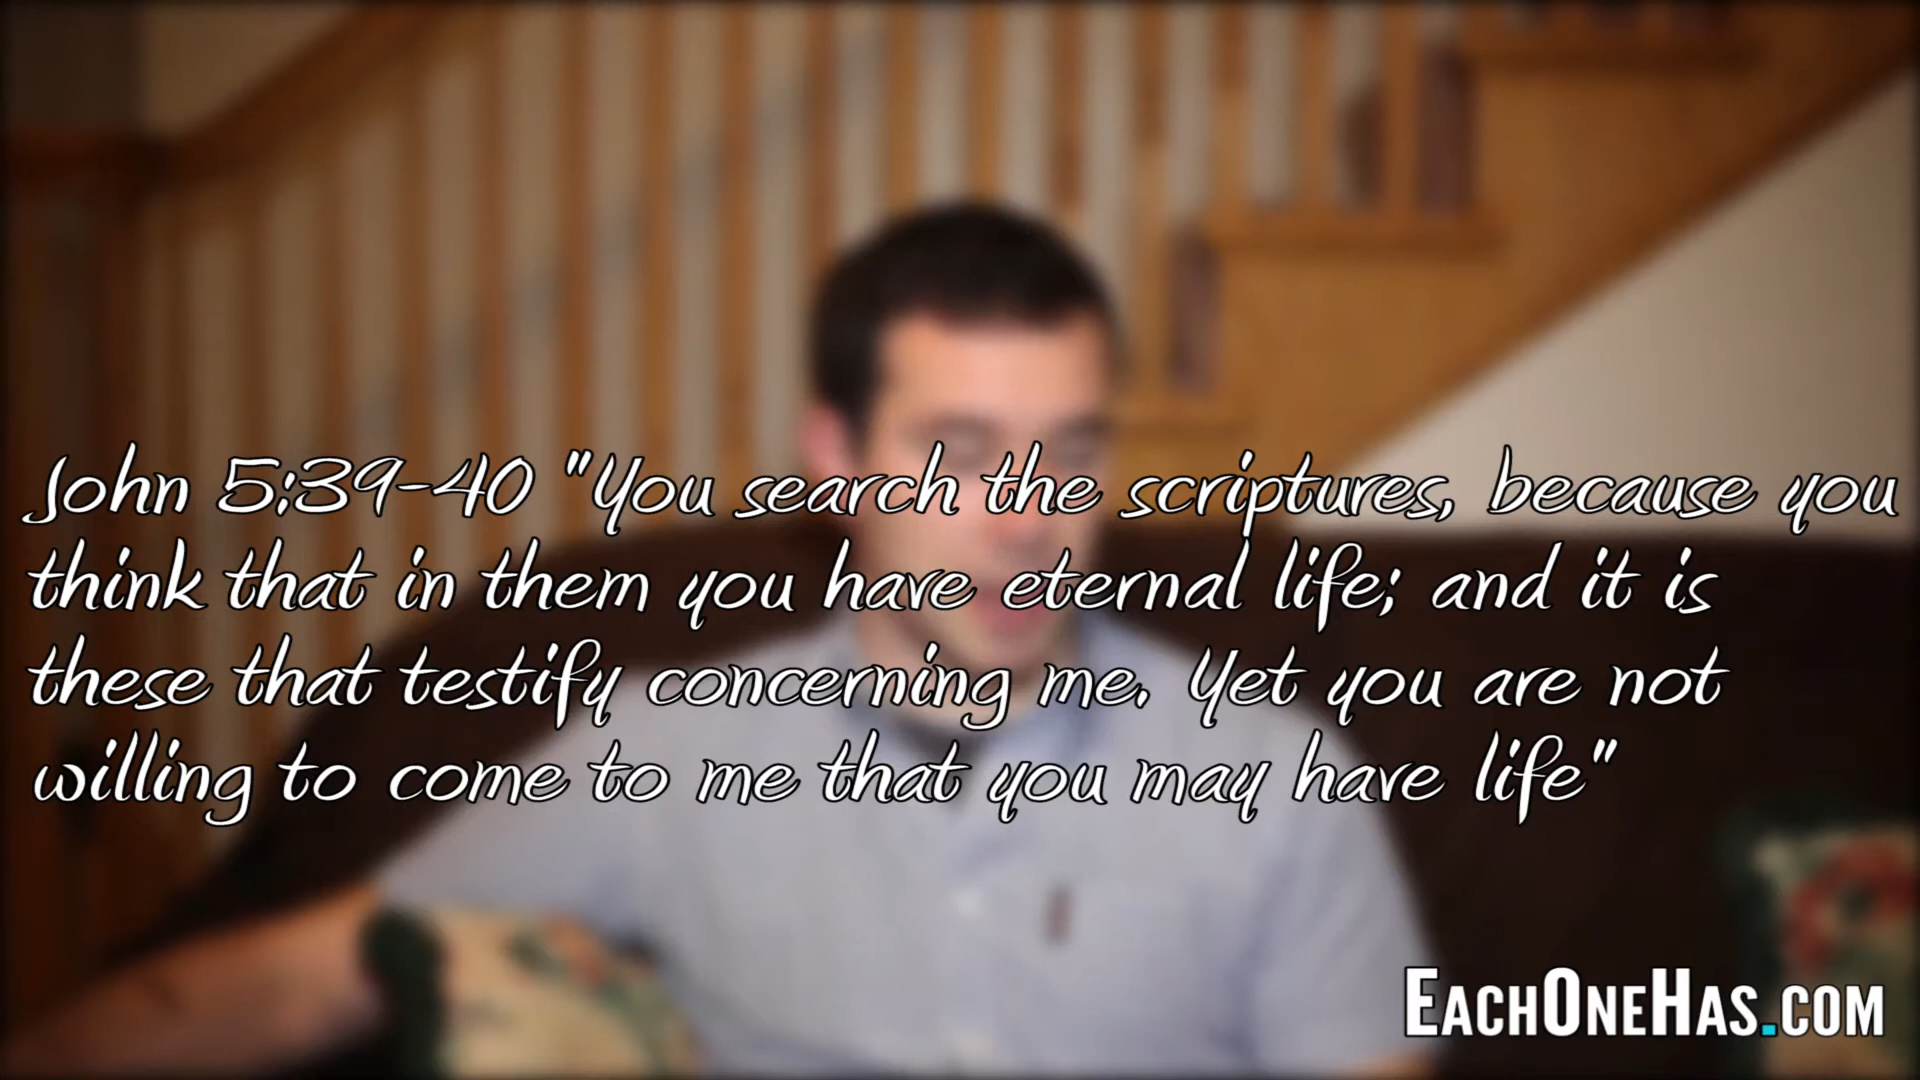 John 5:39-40 "You search the scriptures, because you
think that in them you have eternal life; and it is
these that testify concerning me. Yet you are not
willing to come to me that you may have life"
EACHONEHAS.COM